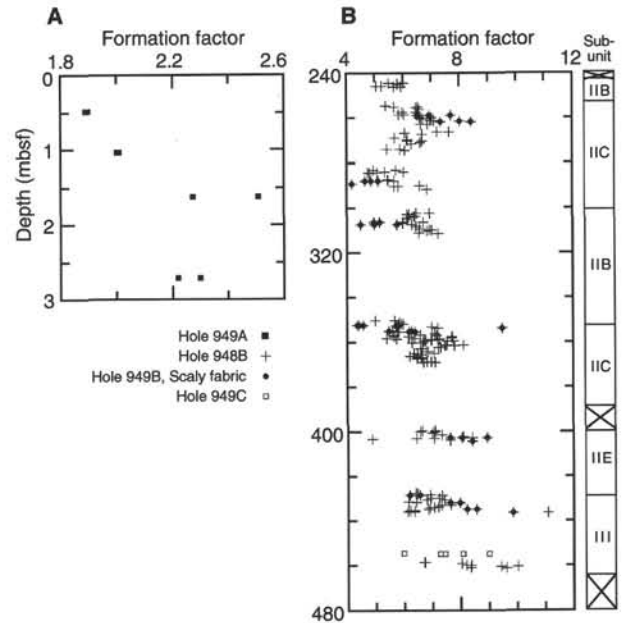 A
Formation factor
1.8 2.2 2.6
0
1
2
3
Depth (mbsf)
Hole 949A
Hole 948B
Hole 949B, Scaly fabric
Hole 949C
B
Formation factor
4 8 12
Sub-
unit
240
320
400
480
IIB
IIC
IIB
IIC
IIE
III